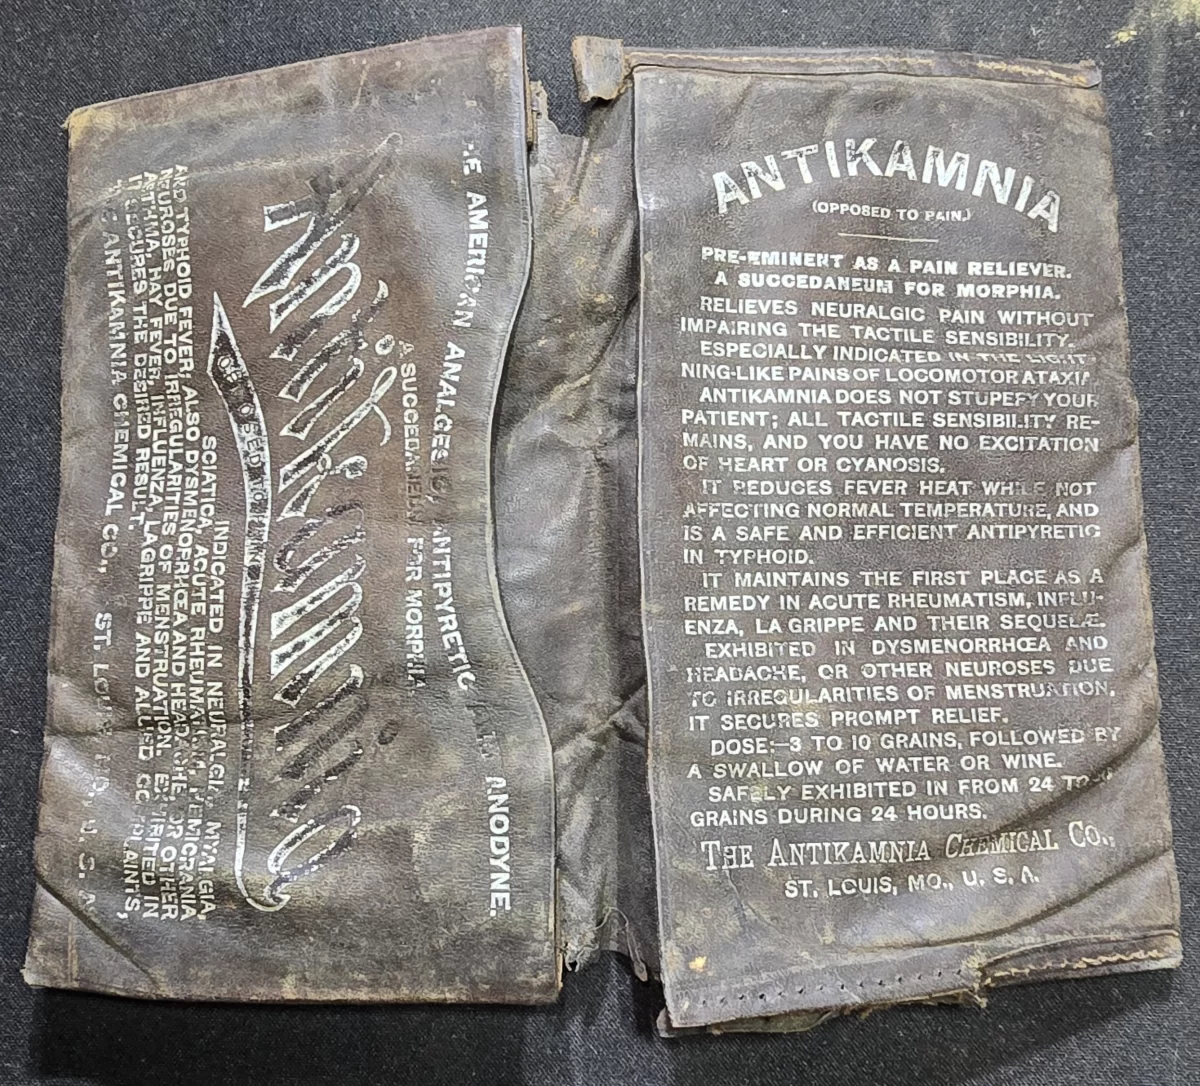 THE AMERICAN ANALGESIC, ANTIPYRETIC AND ANODYNE.
A SUCCEDANEUM FOR MORPHIA
Antikamnia
(OPPOSED TO PAIN)
INDICATED IN NEURALGIA, MYALGIA,
SCIATICA, ACUTE RHEUMATISM, HEMICRANIA
AND TYPHOID FEVER; ALSO DYSMENORRHŒA AND HEADACHE, OR OTHER
NEUROSES DUE TO IRREGULARITIES OF MENSTRUATION. EXHIBITED IN
ASTHMA, HAY FEVER, INFLUENZA, LAGRIPPE AND ALLIED COMPLAINTS,
IT SECURES THE DESIRED RESULT.
THE ANTIKAMNIA CHEMICAL CO., ST. LOUIS, MO., U. S. A.
ANTIKAMNIA
(OPPOSED TO PAIN.)
PRE-EMINENT AS A PAIN RELIEVER.
A SUCCEDANEUM FOR MORPHIA.
RELIEVES NEURALGIC PAIN WITHOUT
IMPAIRING THE TACTILE SENSIBILITY.
ESPECIALLY INDICATED IN THE LIGHT
NING-LIKE PAINS OF LOCOMOTOR ATAXIA
ANTIKAMNIA DOES NOT STUPEFY YOUR
PATIENT; ALL TACTILE SENSIBILITY RE-
MAINS, AND YOU HAVE NO EXCITATION
OF HEART OR CYANOSIS.
IT REDUCES FEVER HEAT WHILE NOT
AFFECTING NORMAL TEMPERATURE, AND
IS A SAFE AND EFFICIENT ANTIPYRETIC
IN TYPHOID.
IT MAINTAINS THE FIRST PLACE AS A
REMEDY IN ACUTE RHEUMATISM, INFLU-
ENZA, LA GRIPPE AND THEIR SEQUELÆ.
EXHIBITED IN DYSMENORRHŒA AND
HEADACHE, OR OTHER NEUROSES DUE
TO IRREGULARITIES OF MENSTRUATION,
IT SECURES PROMPT RELIEF.
DOSE:—3 TO 10 GRAINS, FOLLOWED BY
A SWALLOW OF WATER OR WINE.
SAFELY EXHIBITED IN FROM 24 TO
GRAINS DURING 24 HOURS.
THE ANTIKAMNIA CHEMICAL CO.,
ST. LOUIS, MO., U. S. A.